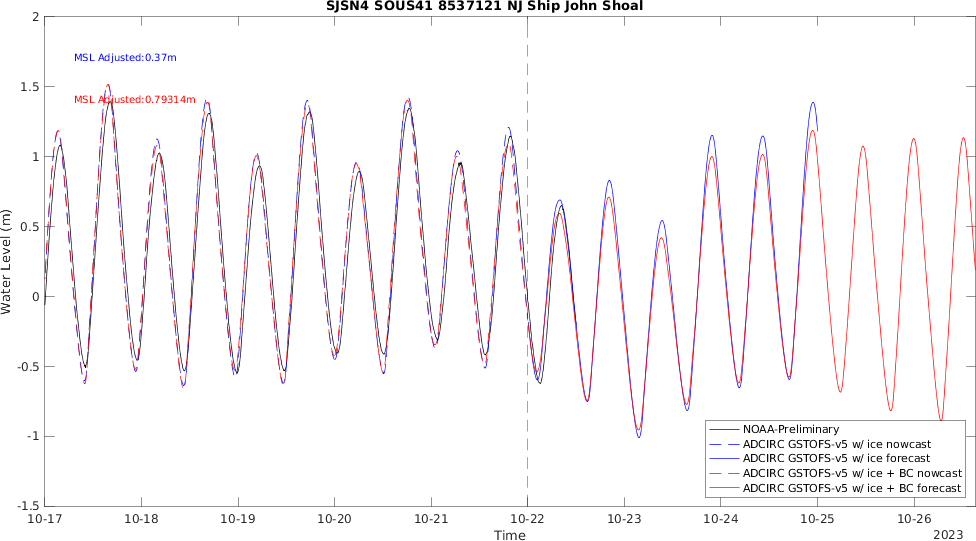 SJSN4 SOUS41 8537121 NJ Ship John Shoal
2
1.5
1
0.5
0
-0.5
-1
-1.5
Water Level (m)
MSL Adjusted:0.37m
MSL Adjusted:0.79314m
NOAA-Preliminary
ADCIRC GSTOFS-v5 w/ ice nowcast
ADCIRC GSTOFS-v5 w/ ice forecast
ADCIRC GSTOFS-v5 w/ ice + BC nowcast
ADCIRC GSTOFS-v5 w/ ice + BC forecast
10-17 10-18 10-19 10-20 10-21 10-22 10-23 10-24 10-25 10-26
Time
2023